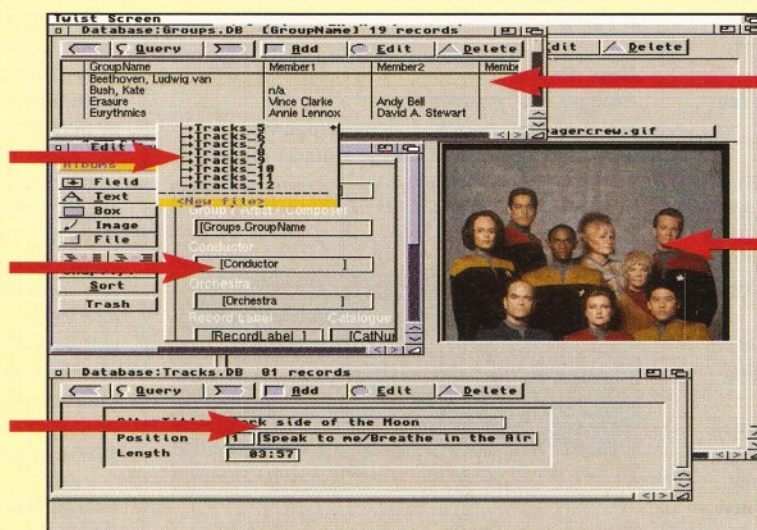 Twist Screen
Database:Groups.DB [GroupName] 19 records
Query Add Edit Delete
Edit Delete
GroupName Member1 Member2
Beethoven, Ludwig van
Bush, Kate n/a
Erasure Vince Clarke Andy Bell
Eurythmics Annie Lennox David A. Stewart
Tracks_5
Tracks_6
Tracks_7
Tracks_8
Tracks_9
Tracks_10
Tracks_11
Tracks_12
<New file>
Edit
Albums
Field
Text
Box
Image
File
Sort
Trash
agercrew.gif
Group / Artist / Composer
[Groups.GroupName
Conductor
[Conductor ]
Orchestra
[Orchestra ]
Record Label Catalogue
[RecordLabel ] [CatNu
Database:Tracks.DB 81 records
Query Add Edit Delete
side of the Moon
Position 1 Speak to me/Breathe in the Air
Length 03:57